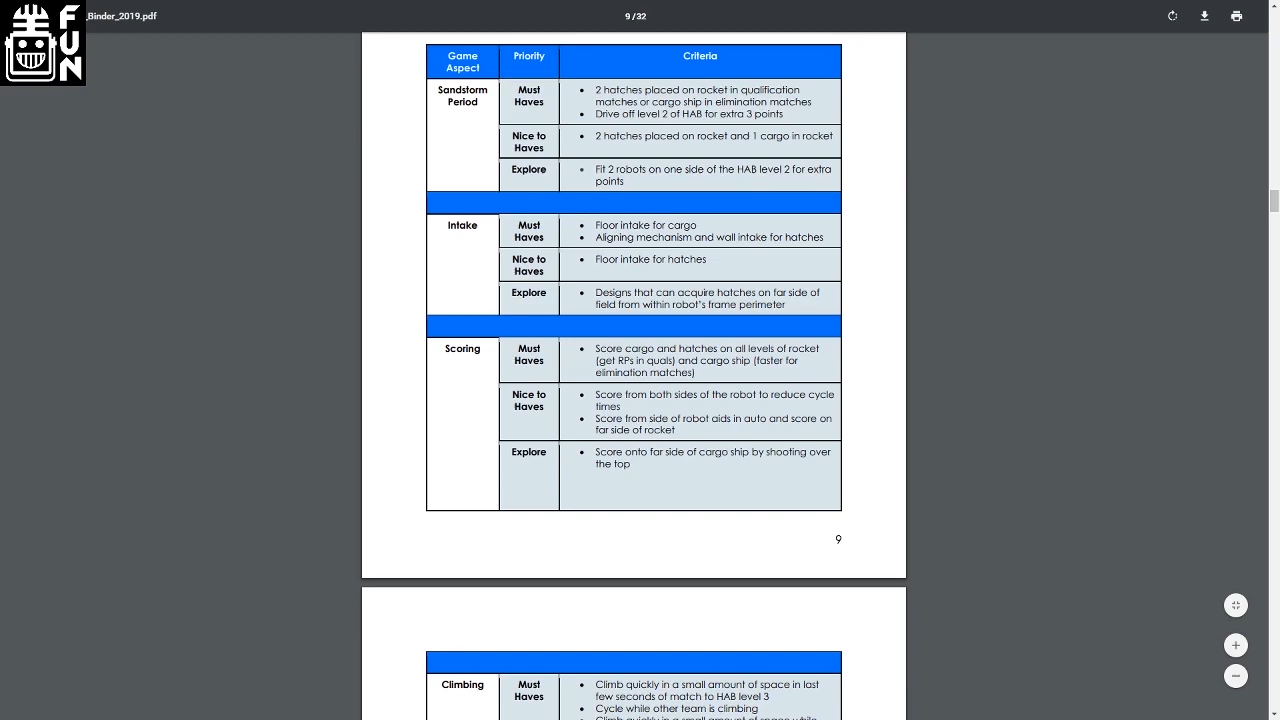 _Binder_2019.pdf
9 / 32
FUN
Game Aspect
Priority
Criteria
Sandstorm Period
Must Haves
• 2 hatches placed on rocket in qualification
matches or cargo ship in elimination matches
• Drive off level 2 of HAB for extra 3 points
Nice to Haves
• 2 hatches placed on rocket and 1 cargo in rocket
Explore
• Fit 2 robots on one side of the HAB level 2 for extra
points
Intake
Must Haves
• Floor intake for cargo
• Aligning mechanism and wall intake for hatches
Nice to Haves
• Floor intake for hatches
Explore
• Designs that can acquire hatches on far side of
field from within robot's frame perimeter
Scoring
Must Haves
• Score cargo and hatches on all levels of rocket
(get RPs in quals) and cargo ship (faster for
elimination matches)
Nice to Haves
• Score from both sides of the robot to reduce cycle
times
• Score from side of robot aids in auto and score on
far side of rocket
Explore
• Score onto far side of cargo ship by shooting over
the top
9
Climbing
Must Haves
• Climb quickly in a small amount of space in last
few seconds of match to HAB level 3
• Cycle while other team is climbing
• Climb quickly in a small amount of space while